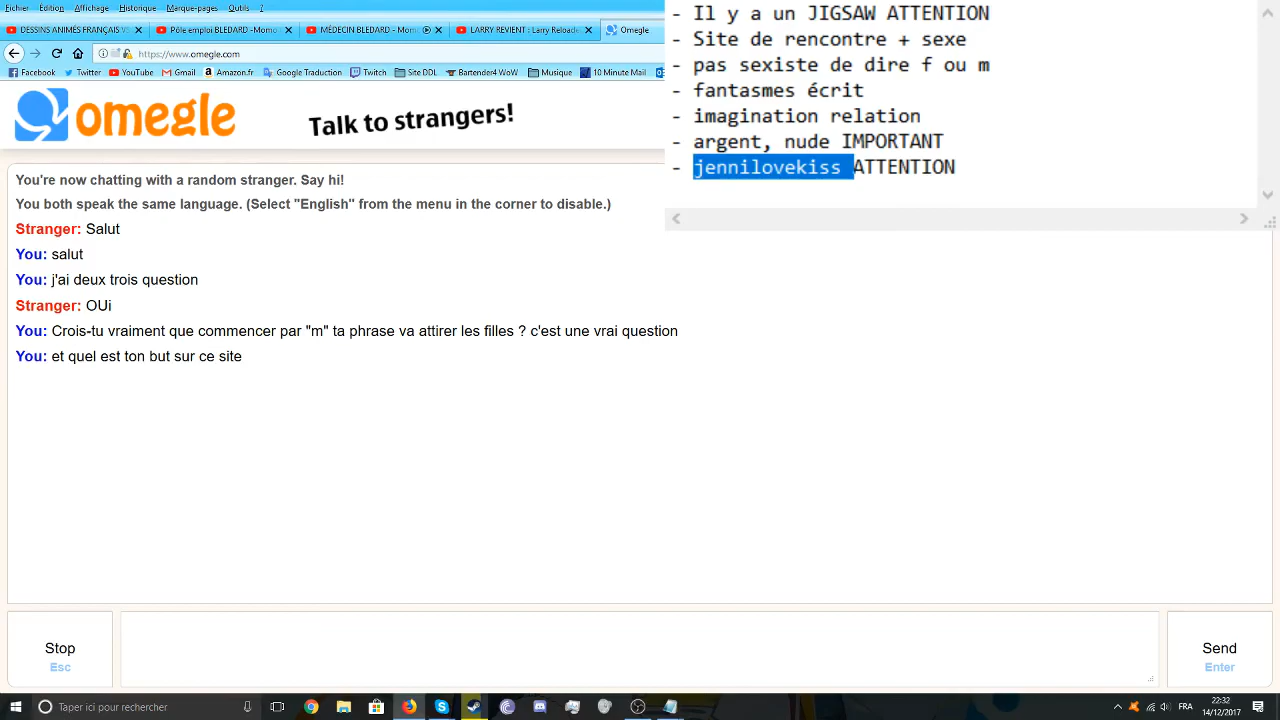 Fichier Édition Affichage Historique Marque-pages Outils ?
DESSINS ANIMÉS FRANÇAIS V
Pôle emploi BLEDARD - Momo
MÉDECIN BLEDARD - Mom
LARRY REVIENT : Larry Reloade
Omegle
https://www.omegle.com
Facebook Twitter YouTube Gmail Amazon.fr Google Traduction Twitch Site DDL Bartender4 WoW Musique 10 Minute Mail
omegle Talk to strangers!
- Il y a un JIGSAW ATTENTION
- Site de rencontre + sexe
- pas sexiste de dire f ou m
- fantasmes écrit
- imagination relation
- argent, nude IMPORTANT
- jennilovekiss ATTENTION
You're now chatting with a random stranger. Say hi!
You both speak the same language. (Select "English" from the menu in the corner to disable.)
Stranger: Salut
You: salut
You: j'ai deux trois question
Stranger: OUi
You: Crois-tu vraiment que commencer par "m" ta phrase va attirer les filles ? c'est une vrai question
You: et quel est ton but sur ce site
Stop
Esc
Send
Enter
Taper ici pour rechercher
FRA
22:32
14/12/2017